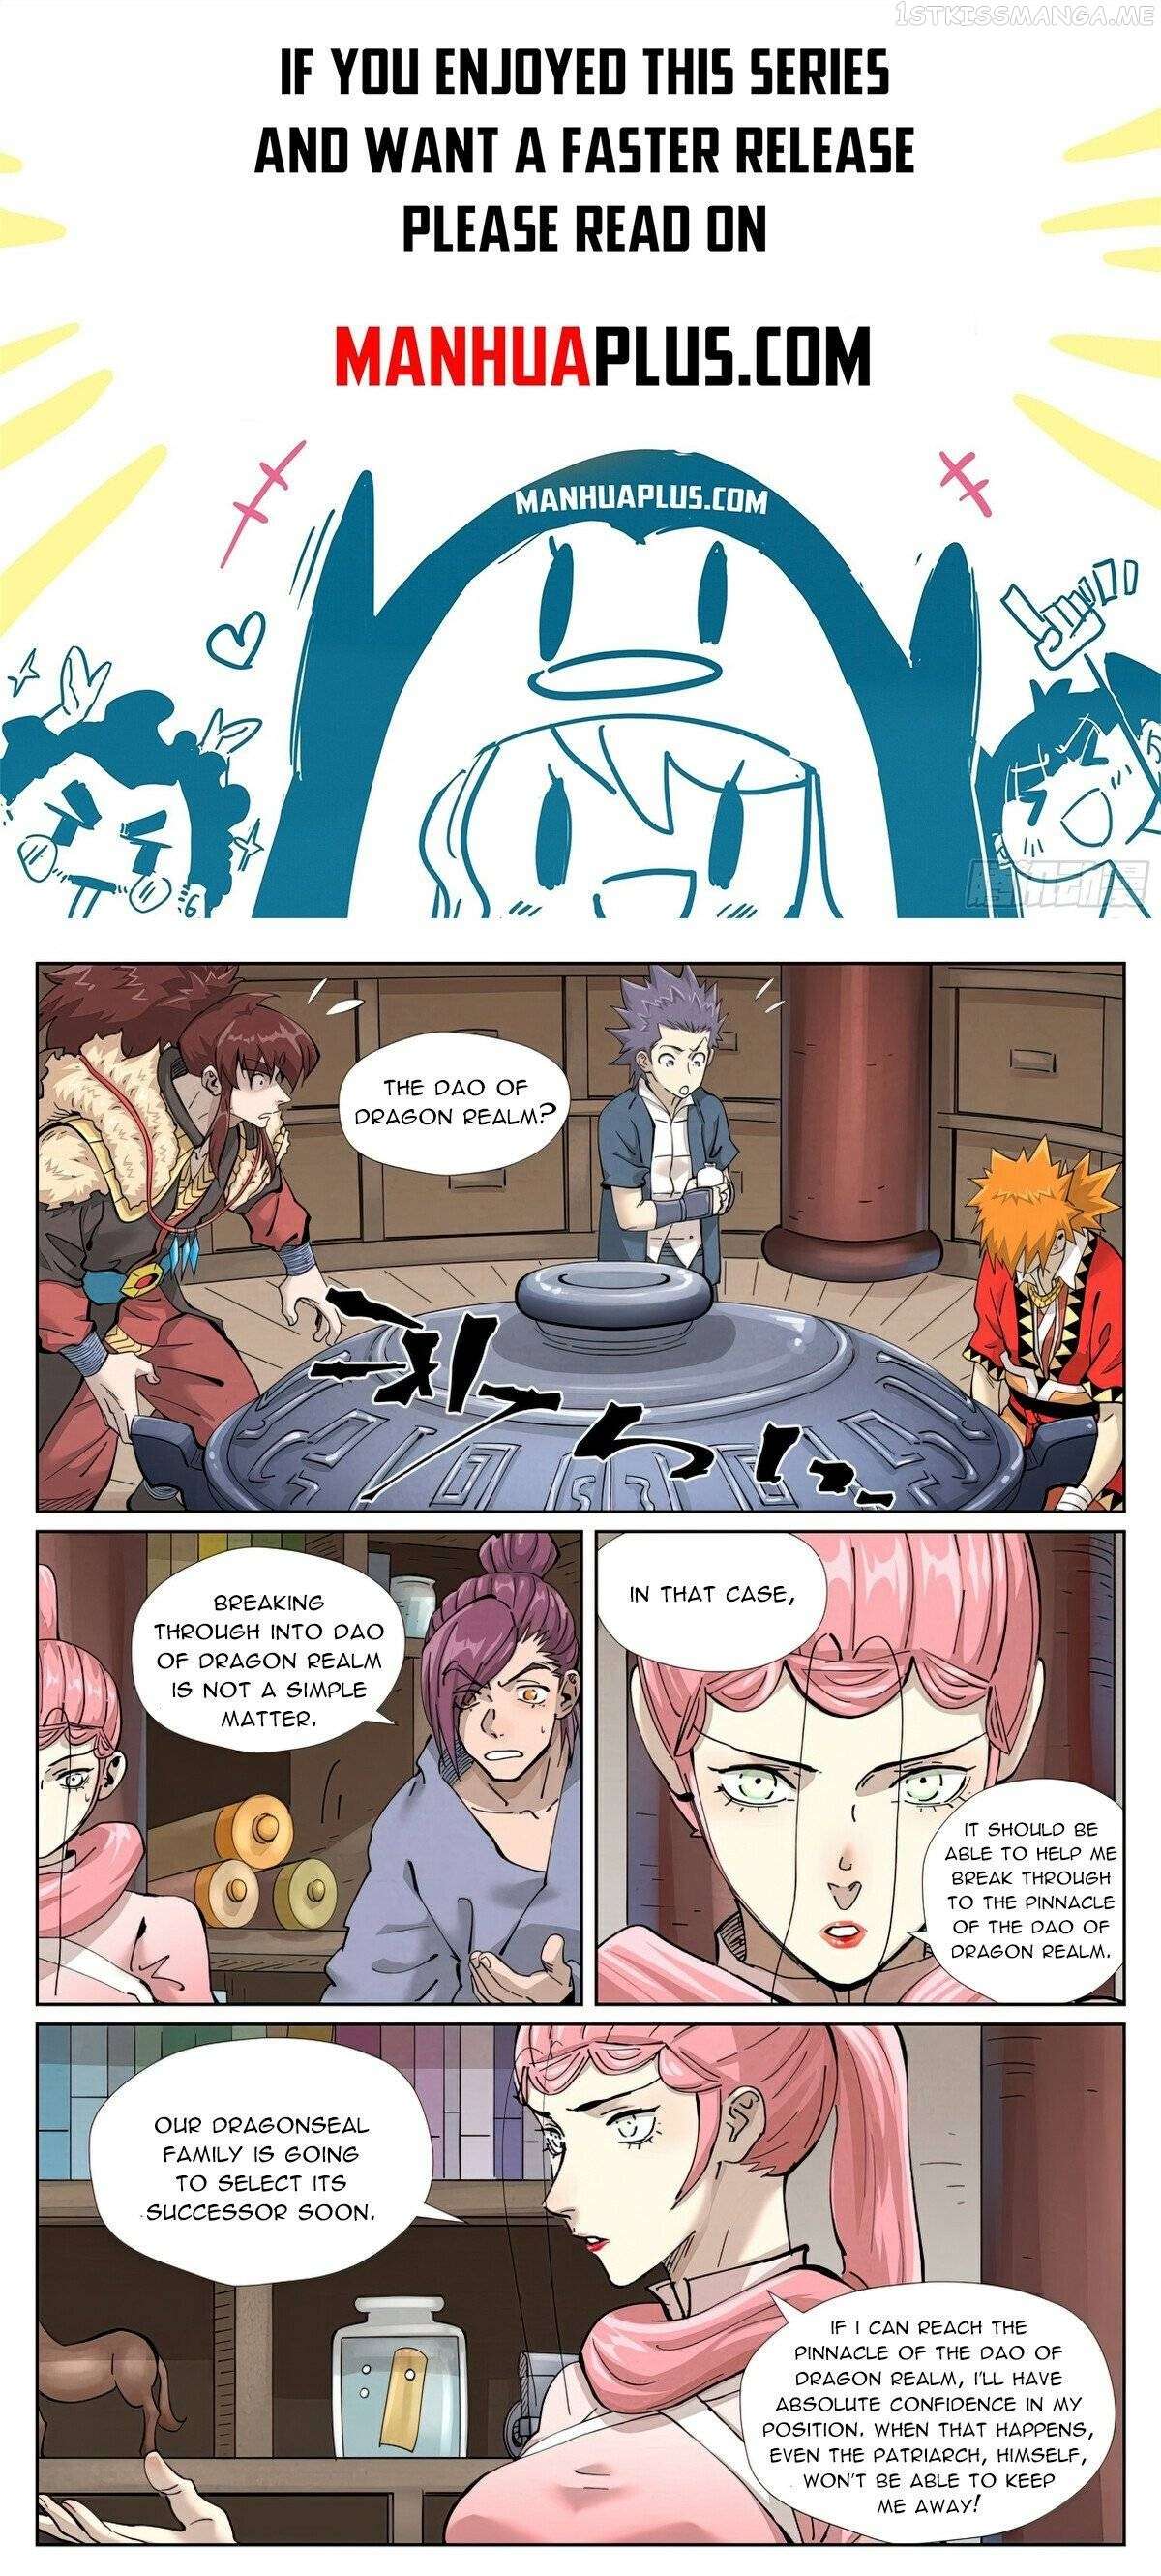 1STKISSMANGA.ME
IF YOU ENJOYED THIS SERIES
AND WANT A FASTER RELEASE
PLEASE READ ON
MANHUAPLUS.COM
MANHUAPLUS.COM
THE DAO OF
DRAGON REALM?
BREAKING
THROUGH INTO DAO
OF DRAGON REALM
IS NOT A SIMPLE
MATTER.
IN THAT CASE,
IT SHOULD BE
ABLE TO HELP ME
BREAK THROUGH
TO THE PINNACLE
OF THE DAO OF
DRAGON REALM.
OUR DRAGONSEAL
FAMILY IS GOING
TO SELECT ITS
SUCCESSOR SOON.
IF I CAN REACH THE
PINNACLE OF THE DAO OF
DRAGON REALM, I'LL HAVE
ABSOLUTE CONFIDENCE IN MY
POSITION. WHEN THAT HAPPENS,
EVEN THE PATRIARCH, HIMSELF,
WON'T BE ABLE TO KEEP
ME AWAY!